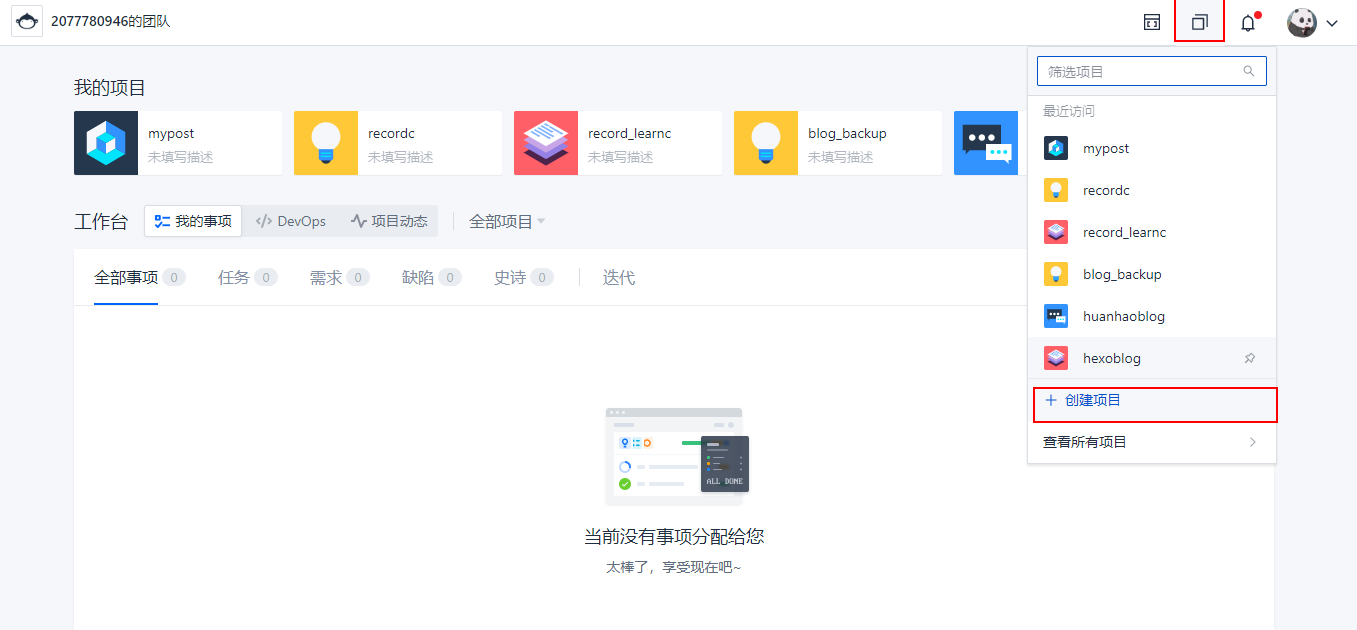 2077780946的团队
我的项目
mypost
未填写描述
recordc
未填写描述
record_learnc
未填写描述
blog_backup
未填写描述
工作台
我的事项
DevOps
项目动态
全部项目
全部事项 0
任务 0
需求 0
缺陷 0
史诗 0
迭代
ALL DONE
当前没有事项分配给您
太棒了，享受现在吧~
筛选项目
最近访问
mypost
recordc
record_learnc
blog_backup
huanhaoblog
hexoblog
创建项目
查看所有项目